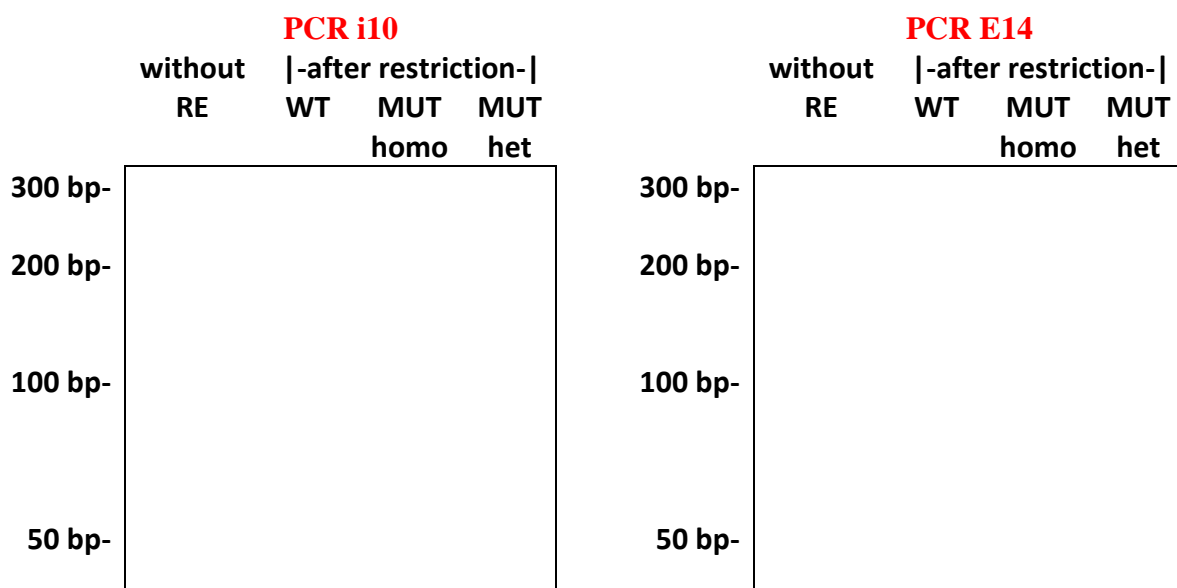 PCR i10
without |-after restriction-|
RE WT MUT MUT
homo het
300 bp-
200 bp-
100 bp-
50 bp-
PCR E14
without |-after restriction-|
RE WT MUT MUT
homo het
300 bp-
200 bp-
100 bp-
50 bp-